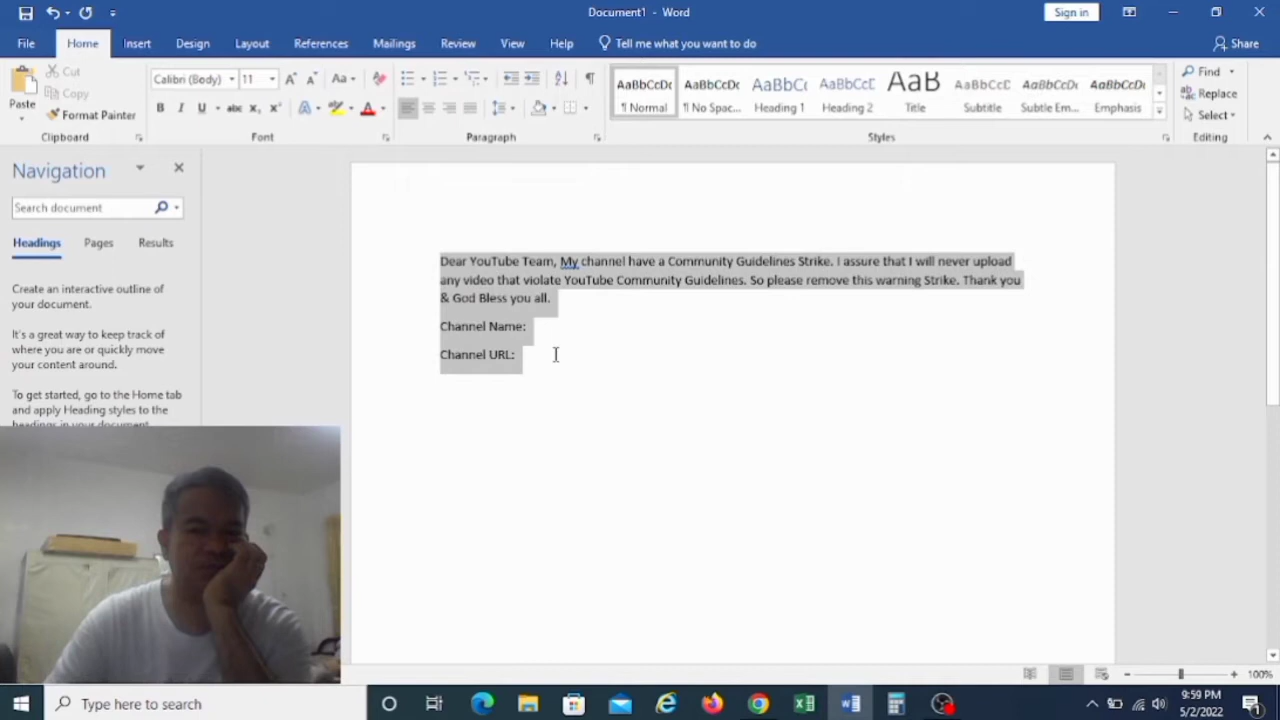 Document1 - Word
Sign in
File Home Insert Design Layout References Mailings Review View Help Tell me what you want to do Share
Paste
Cut
Copy
Format Painter
Calibri (Body) 11
AaBbCcDc AaBbCcDc AaBbCc AaBbCcD AaB AaBbCcD AaBbCcDc AaBbCcDc
¶ Normal ¶ No Spac... Heading 1 Heading 2 Title Subtitle Subtle Em... Emphasis
Find
Replace
Select
Clipboard Font Paragraph Styles Editing
Navigation
Search document
Headings Pages Results
Create an interactive outline of
your document.
It's a great way to keep track of
where you are or quickly move
your content around.
To get started, go to the Home tab
and apply Heading styles to the
headings in your document.
Dear YouTube Team, My channel have a Community Guidelines Strike. I assure that I will never upload
any video that violate YouTube Community Guidelines. So please remove this warning Strike. Thank you
& God Bless you all.
Channel Name:
Channel URL:
100%
Type here to search
9:59 PM
5/2/2022